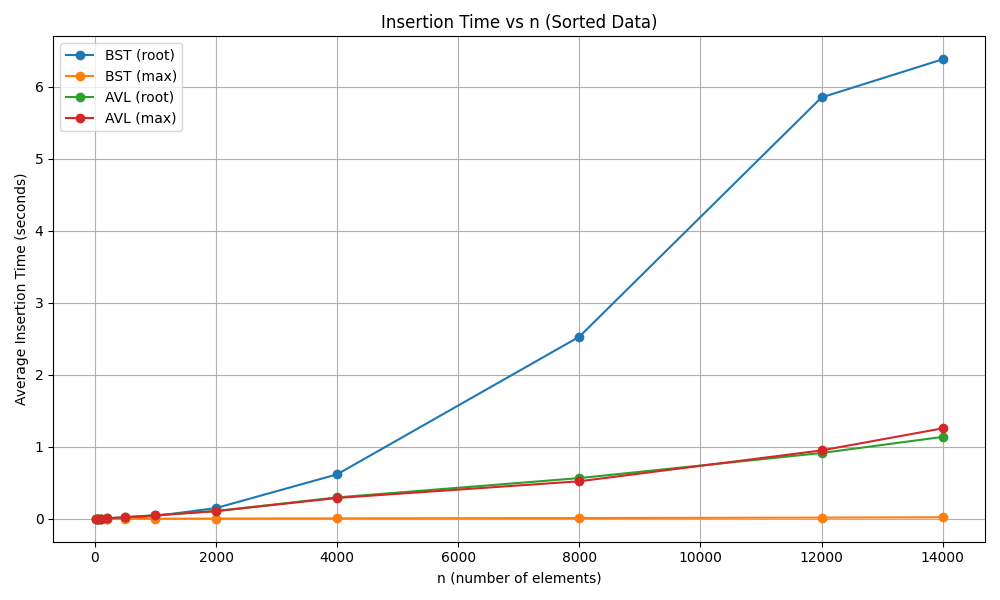 Insertion Time vs n (Sorted Data)
BST (root)
BST (max)
AVL (root)
AVL (max)
Average Insertion Time (seconds)
6
5
4
3
2
1
0
0 2000 4000 6000 8000 10000 12000 14000
n (number of elements)